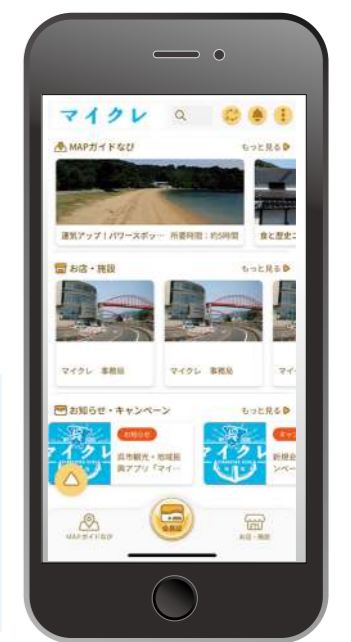 マイクレ
MAPガイドなび
もっと見る
運気アップ!パワースポッ… 所要時間:約5時間
食と歴史ニ
お店・施設
もっと見る
マイクレ 事務局
マイクレ 事務局
マイ
お知らせ・キャンペーン
もっと見る
お知らせ
呉市観光・地域振
興アプリ『マイ…
マイクレ
キャン
新規会
ンペー
MAPガイドなび
会員証
お店・施設